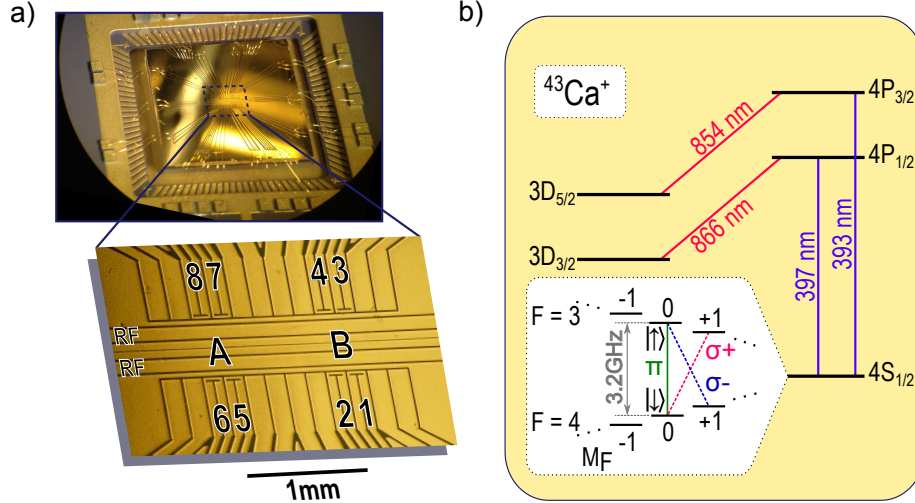 a)
87
43
RF
A
B
RF
65
21
1mm
b)
⁴³Ca⁺
4P₃/₂
854 nm
4P₁/₂
3D₅/₂
866 nm
3D₃/₂
397 nm
393 nm
4S₁/₂
-1
0
+1
F = 3
|↑⟩
3.2GHz
π
σ+
σ-
|↓⟩
F = 4
+1
-1
0
M_F